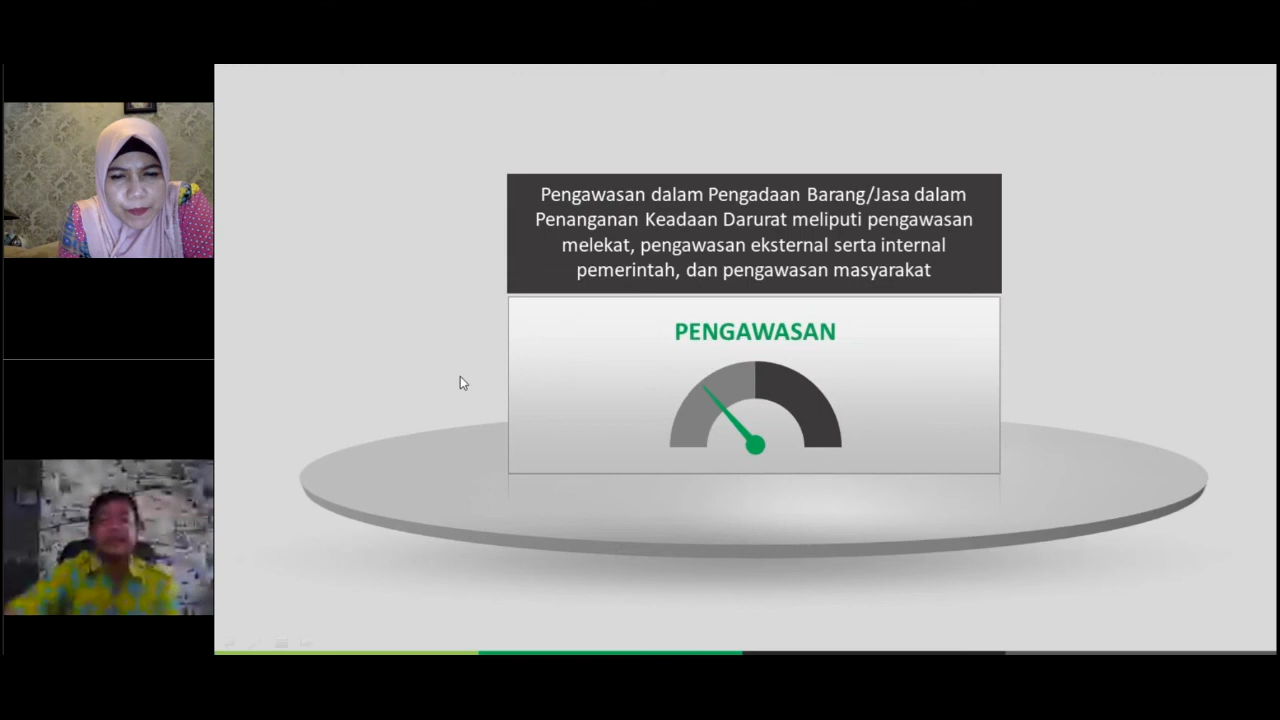 Pengawasan dalam Pengadaan Barang/Jasa dalam
Penanganan Keadaan Darurat meliputi pengawasan
melekat, pengawasan eksternal serta internal
pemerintah, dan pengawasan masyarakat
PENGAWASAN